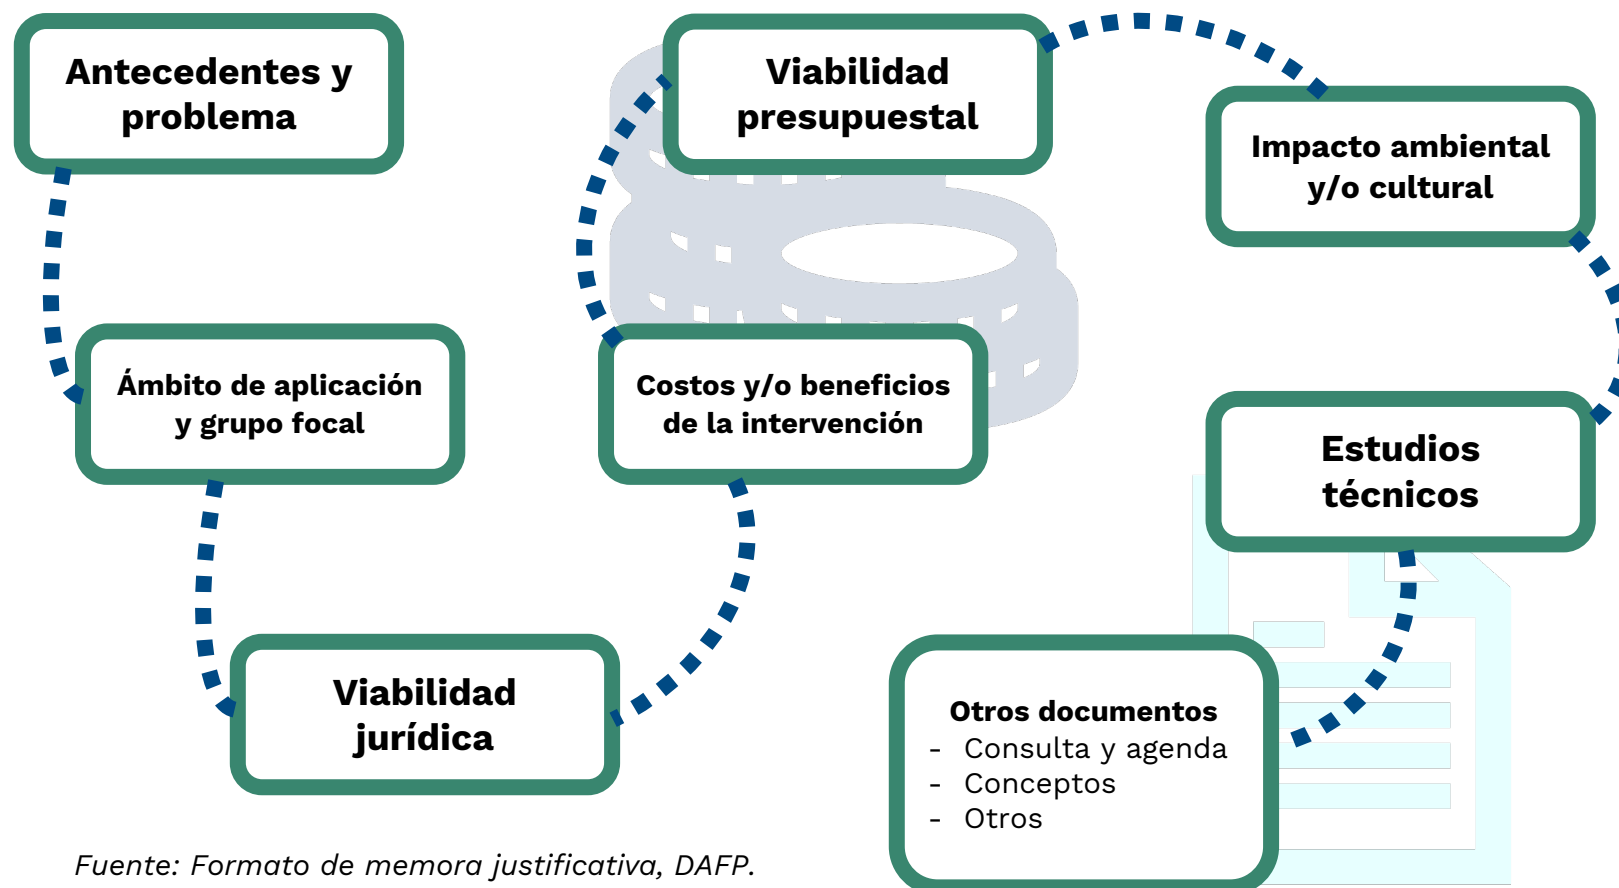 Antecedentes y
problema
Ámbito de aplicación
y grupo focal
Viabilidad
jurídica
Costos y/o beneficios
de la intervención
Viabilidad
presupuestal
Impacto ambiental
y/o cultural
Estudios
técnicos
Otros documentos
- Consulta y agenda
- Conceptos
- Otros
Fuente: Formato de memora justificativa, DAFP.